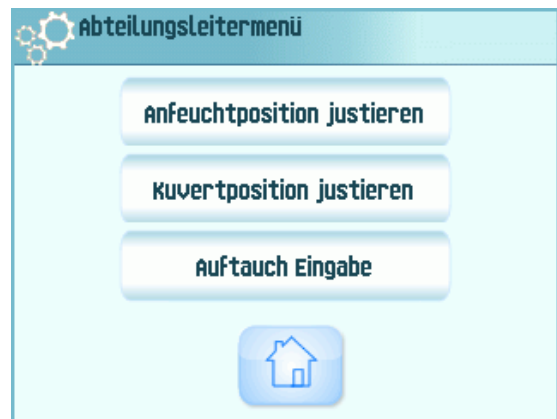 Abteilungsleitermenü
Anfeuchtposition justieren
Kuvertposition justieren
Auftauch Eingabe